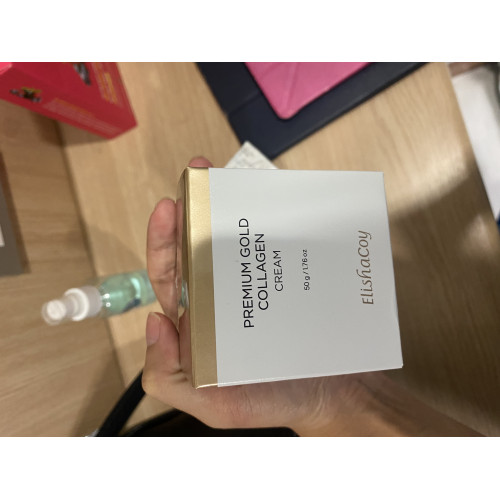 PREMIUM GOLD
COLLAGEN
CREAM
50 g / 1.76 oz
ElishaCoy